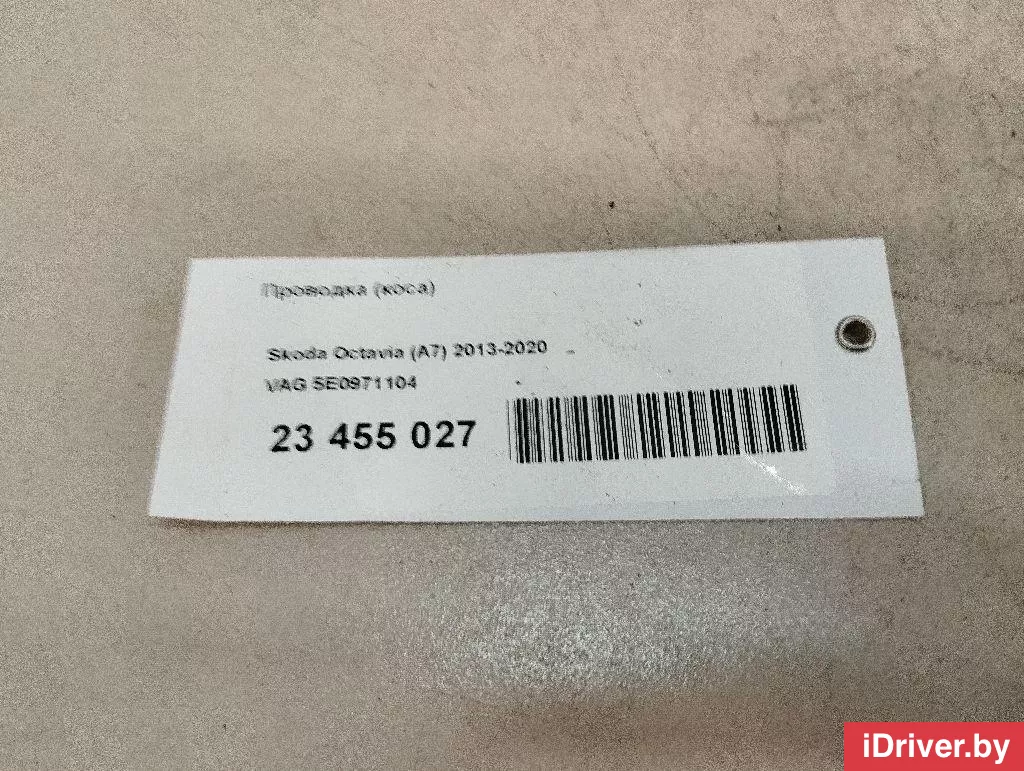 Проводка (коса)
Skoda Octavia (A7) 2013-2020
VAG 5E0971104
23 455 027
iDriver.by